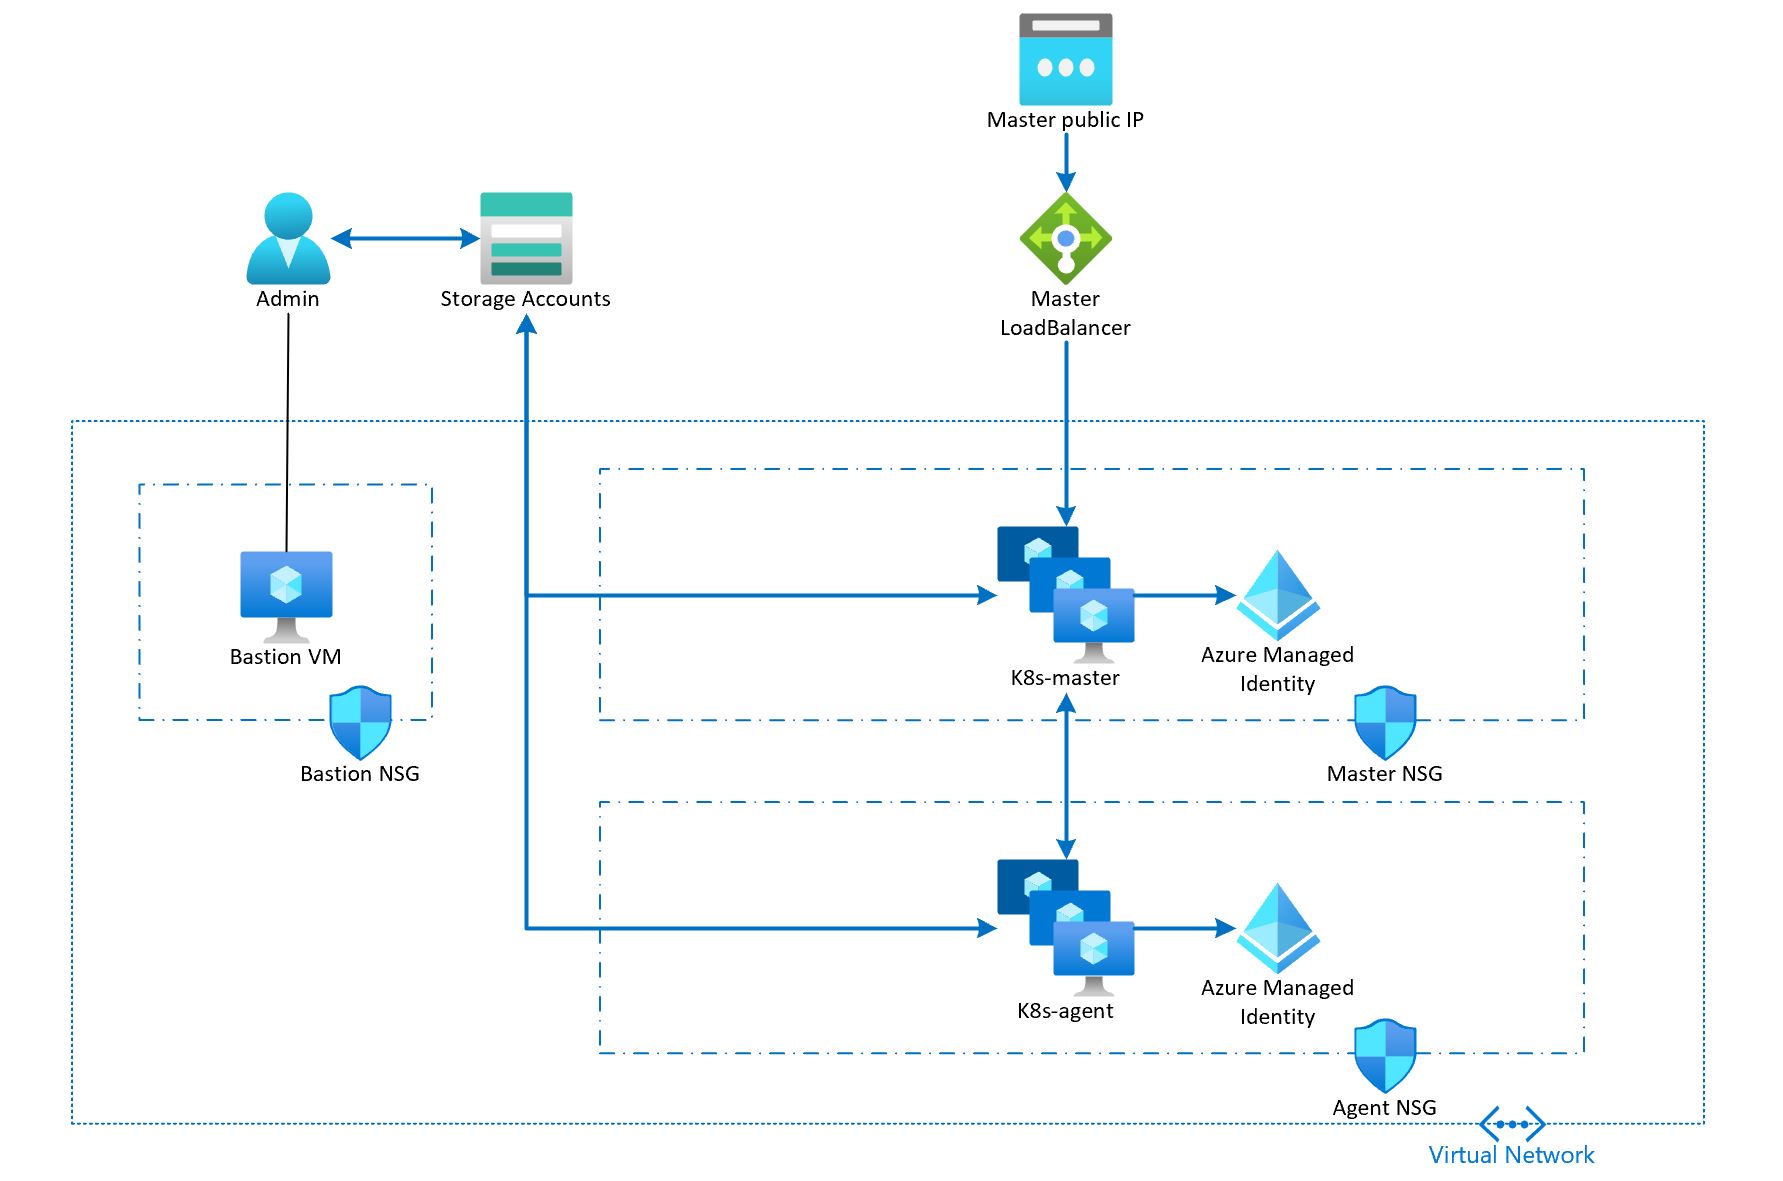 Master public IP
Admin
Storage Accounts
Master
LoadBalancer
Bastion VM
Bastion NSG
K8s-master
Azure Managed
Identity
Master NSG
K8s-agent
Azure Managed
Identity
Agent NSG
Virtual Network